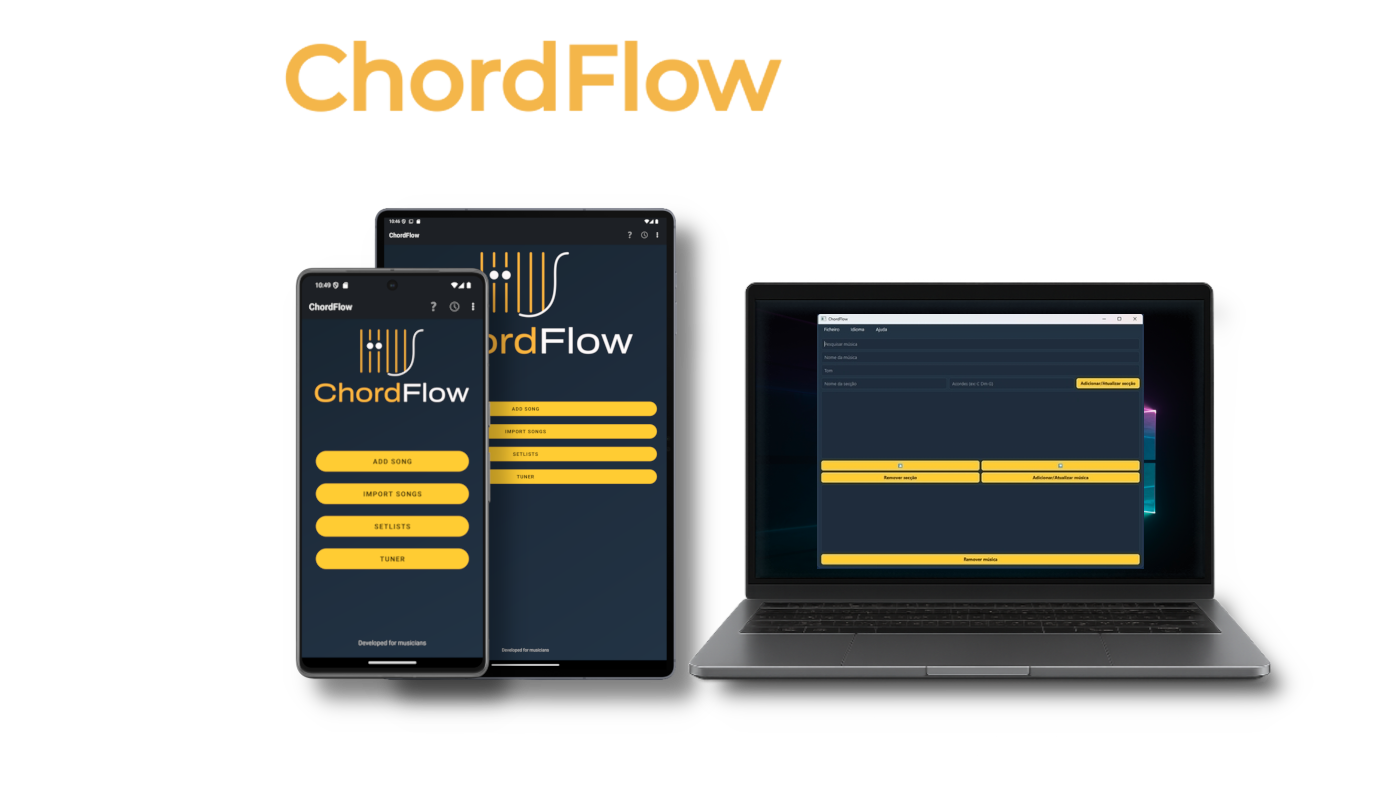 ChordFlow
10:46
ChordFlow
?
ordFlow
ADD SONG
IMPORT SONGS
SETLISTS
TUNER
Developed for musicians
10:49
ChordFlow
?
ChordFlow
ADD SONG
IMPORT SONGS
SETLISTS
TUNER
Developed for musicians
ChordFlow
Ficheiro Idioma Ajuda
Pesquisar música
Nome da música
Tom
Nome da secção
Adicionar/Atualizar secção
Remover secção Adicionar/Atualizar música
Remover música